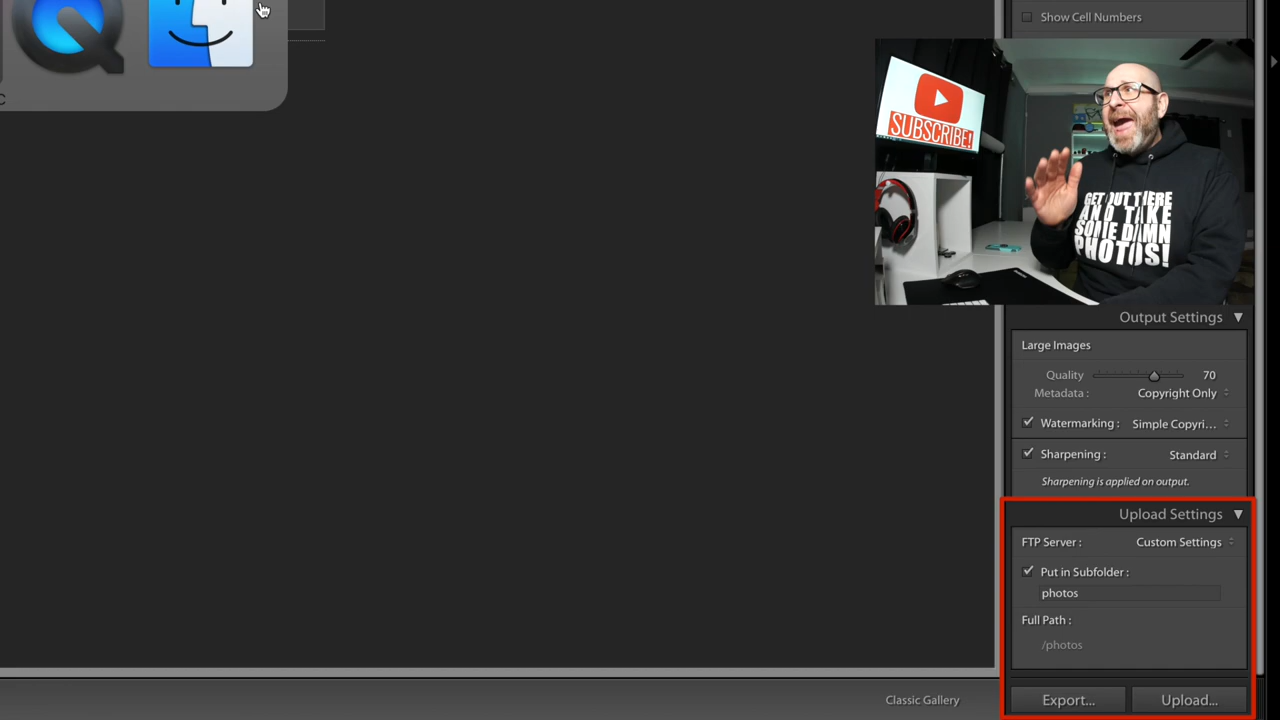 C
Show Cell Numbers
SUBSCRIBE!
GET OUT THERE
AND TAKE
SOME DAMN
PHOTOS!
Output Settings
Large Images
Quality 70
Metadata : Copyright Only
Watermarking : Simple Copyri...
Sharpening : Standard
Sharpening is applied on output.
Upload Settings
FTP Server : Custom Settings
Put in Subfolder :
photos
Full Path :
/photos
Classic Gallery
Export...
Upload...